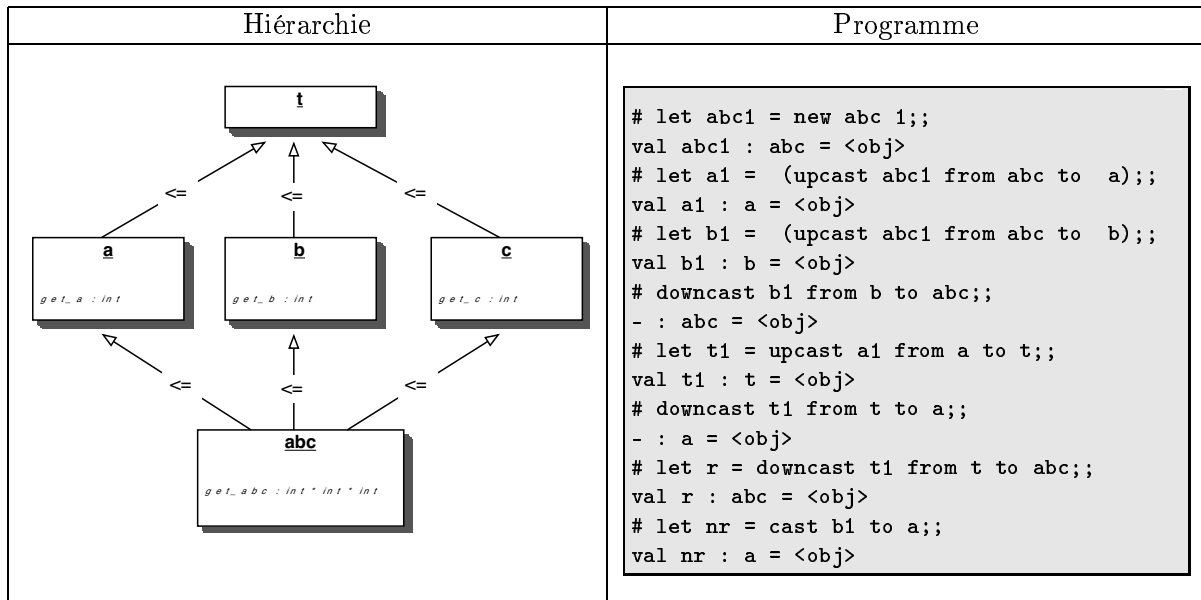 Hiérarchie
Programme
t
<=
<=
<=
a
get_a : int
b
get_b : int
c
get_c : int
<=
<=
<=
abc
get_abc : int * int * int
# let abc1 = new abc 1;;
val abc1 : abc = <obj>
# let a1 =  (upcast abc1 from abc to  a);;
val a1 : a = <obj>
# let b1 =  (upcast abc1 from abc to  b);;
val b1 : b = <obj>
# downcast b1 from b to abc;;
- : abc = <obj>
# let t1 = upcast a1 from a to t;;
val t1 : t = <obj>
# downcast t1 from t to a;;
- : a = <obj>
# let r = downcast t1 from t to abc;;
val r : abc = <obj>
# let nr = cast b1 to a;;
val nr : a = <obj>